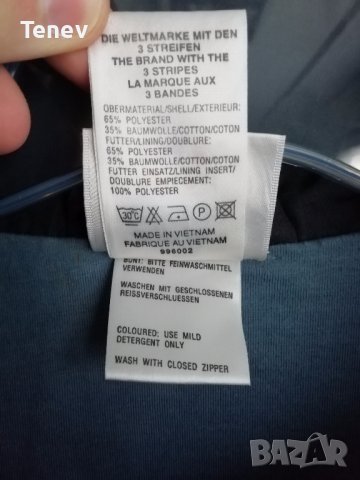 Tenev
DIE WELTMARKE MIT DEN
3 STREIFEN
THE BRAND WITH THE
3 STRIPES
LA MARQUE AUX
3 BANDES
OBERMATERIAL/SHELL/EXTERIEUR:
65% POLYESTER
35% BAUMWOLLE/COTTON/COTON
FUTTER/LINING/DOUBLURE:
65% POLYESTER
35% BAUMWOLLE/COTTON/COTON
FUTTER EINSATZ/LINING INSERT/
DOUBLURE EMPIECEMENT:
100% POLYESTER
30°C
P
MADE IN VIETNAM
FABRIQUE AU VIETNAM
996002
BUNT: BITTE FEINWASCHMITTEL
VERWENDEN
WASCHEN MIT GESCHLOSSENEN
REISSVERSCHLUESSEN
COLOURED: USE MILD
DETERGENT ONLY
WASH WITH CLOSED ZIPPER
BAZAR